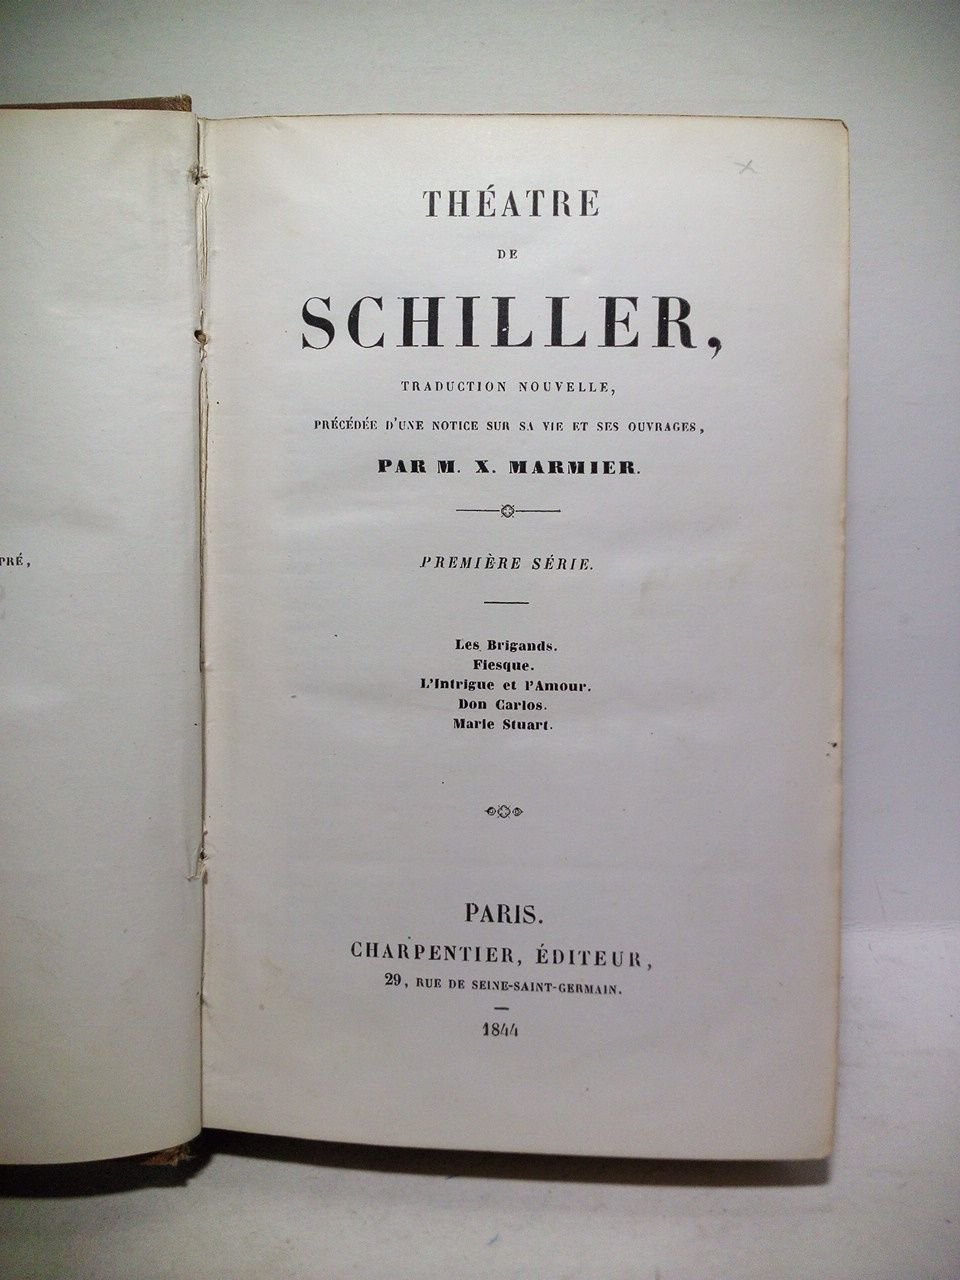 PRÉ,
THÉATRE
DE
SCHILLER,
TRADUCTION NOUVELLE,
PRÉCÉDÉE D'UNE NOTICE SUR SA VIE ET SES OUVRAGES,
PAR M. X. MARMIER.
PREMIÈRE SÉRIE.
Les Brigands.
Fiesque.
L'Intrigue et l'Amour.
Don Carlos.
Marie Stuart.
PARIS.
CHARPENTIER, ÉDITEUR,
29, RUE DE SEINE-SAINT-GERMAIN.
1844